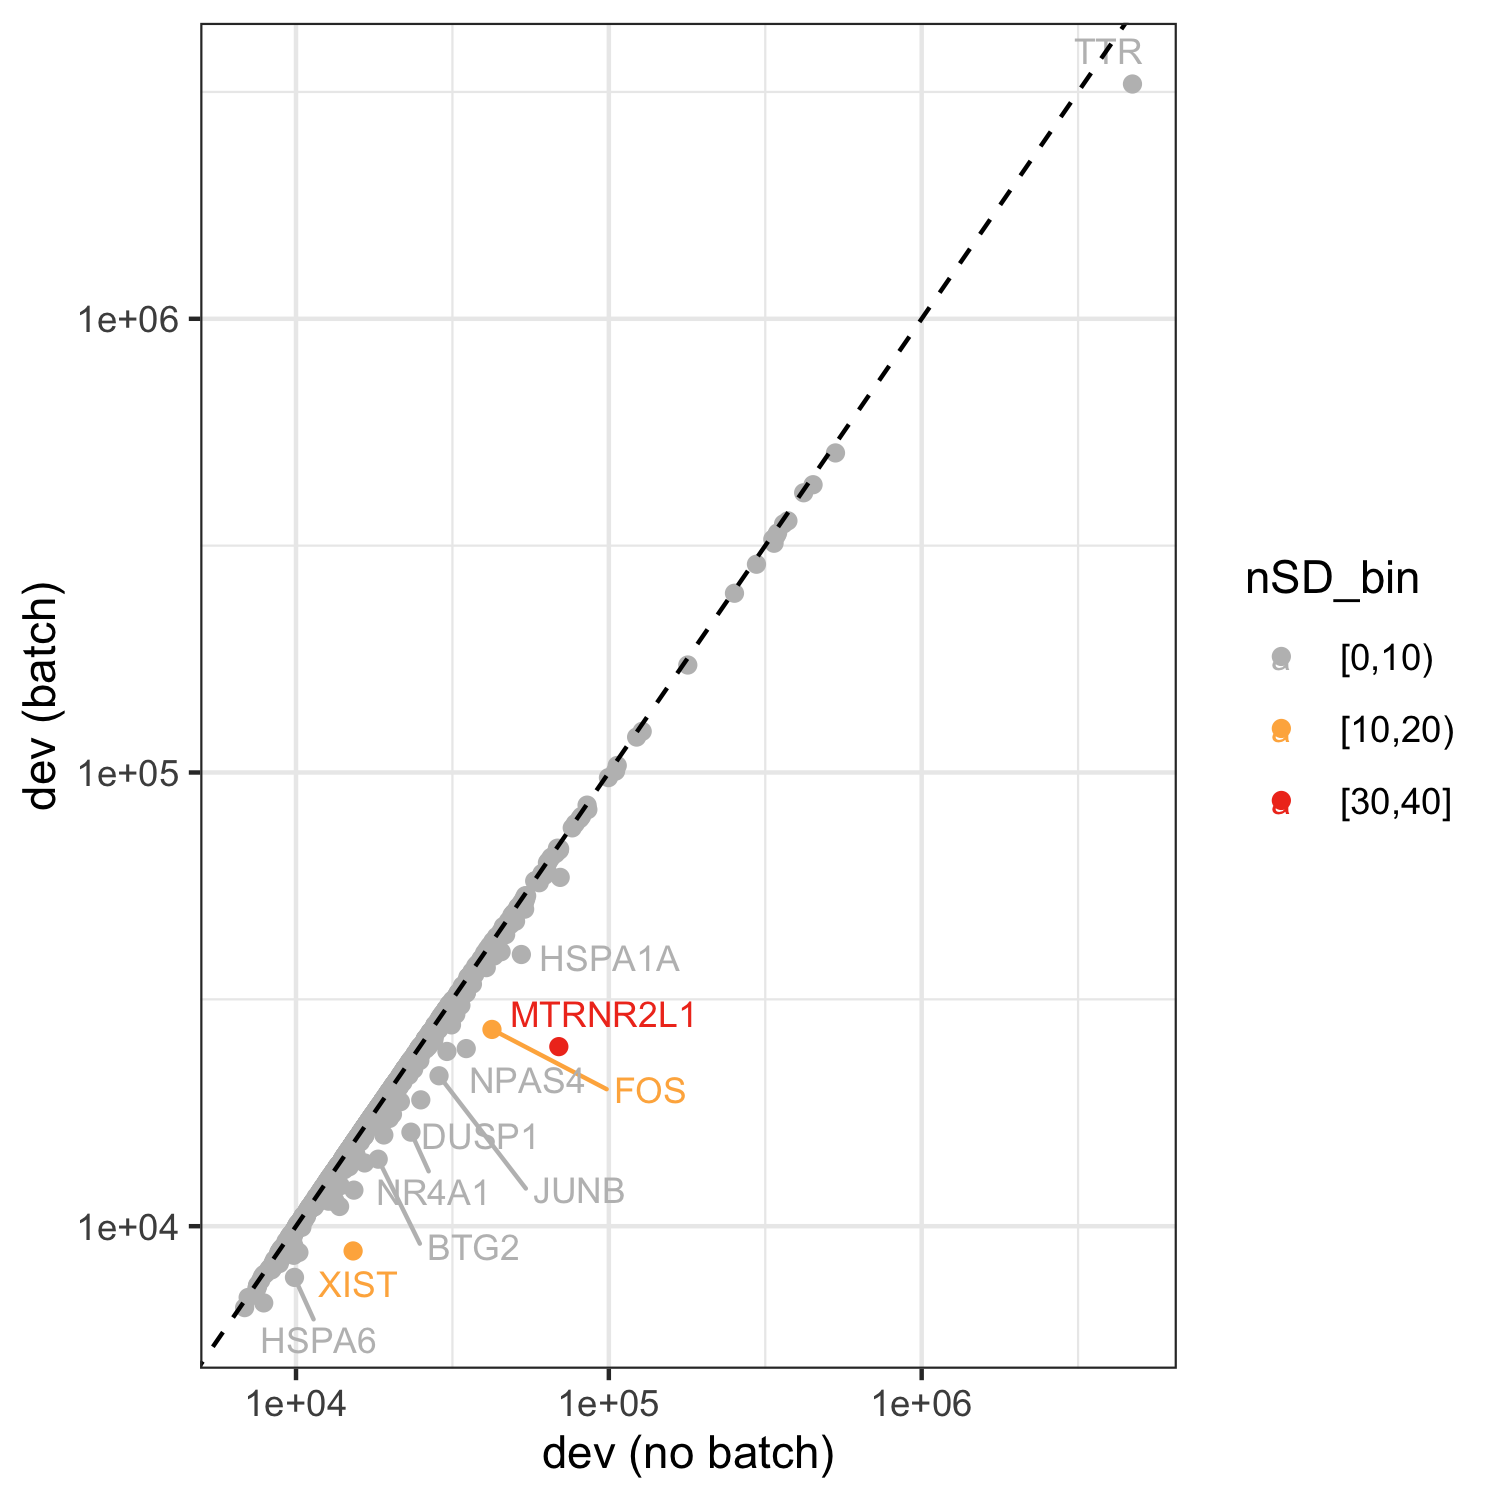 TTR
1e+06
1e+05
1e+04
dev (batch)
HSPA1A
MTRNR2L1
NPAS4
FOS
DUSP1
NR4A1
JUNB
BTG2
XIST
HSPA6
1e+04
1e+05
1e+06
dev (no batch)
nSD_bin
a [0,10)
a [10,20)
a [30,40]